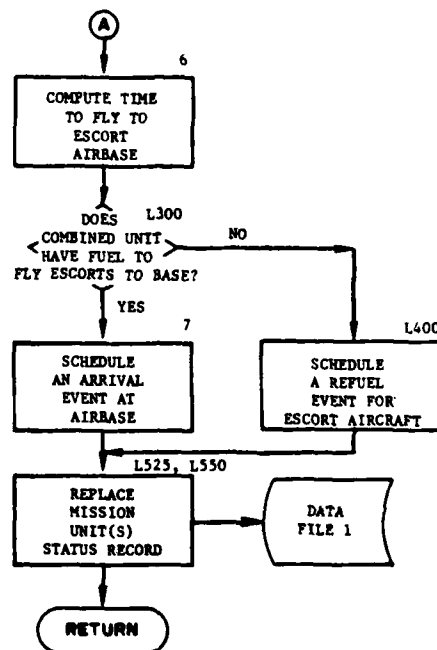 A
6
COMPUTE TIME
TO FLY TO
ESCORT
AIRBASE
L300
DOES
COMBINED UNIT
HAVE FUEL TO
FLY ESCORTS TO BASE?
NO
YES
7
SCHEDULE
AN ARRIVAL
EVENT AT
AIRBASE
L400
SCHEDULE
A REFUEL
EVENT FOR
ESCORT AIRCRAFT
L525, L550
REPLACE
MISSION
UNIT(S)
STATUS RECORD
DATA
FILE 1
RETURN